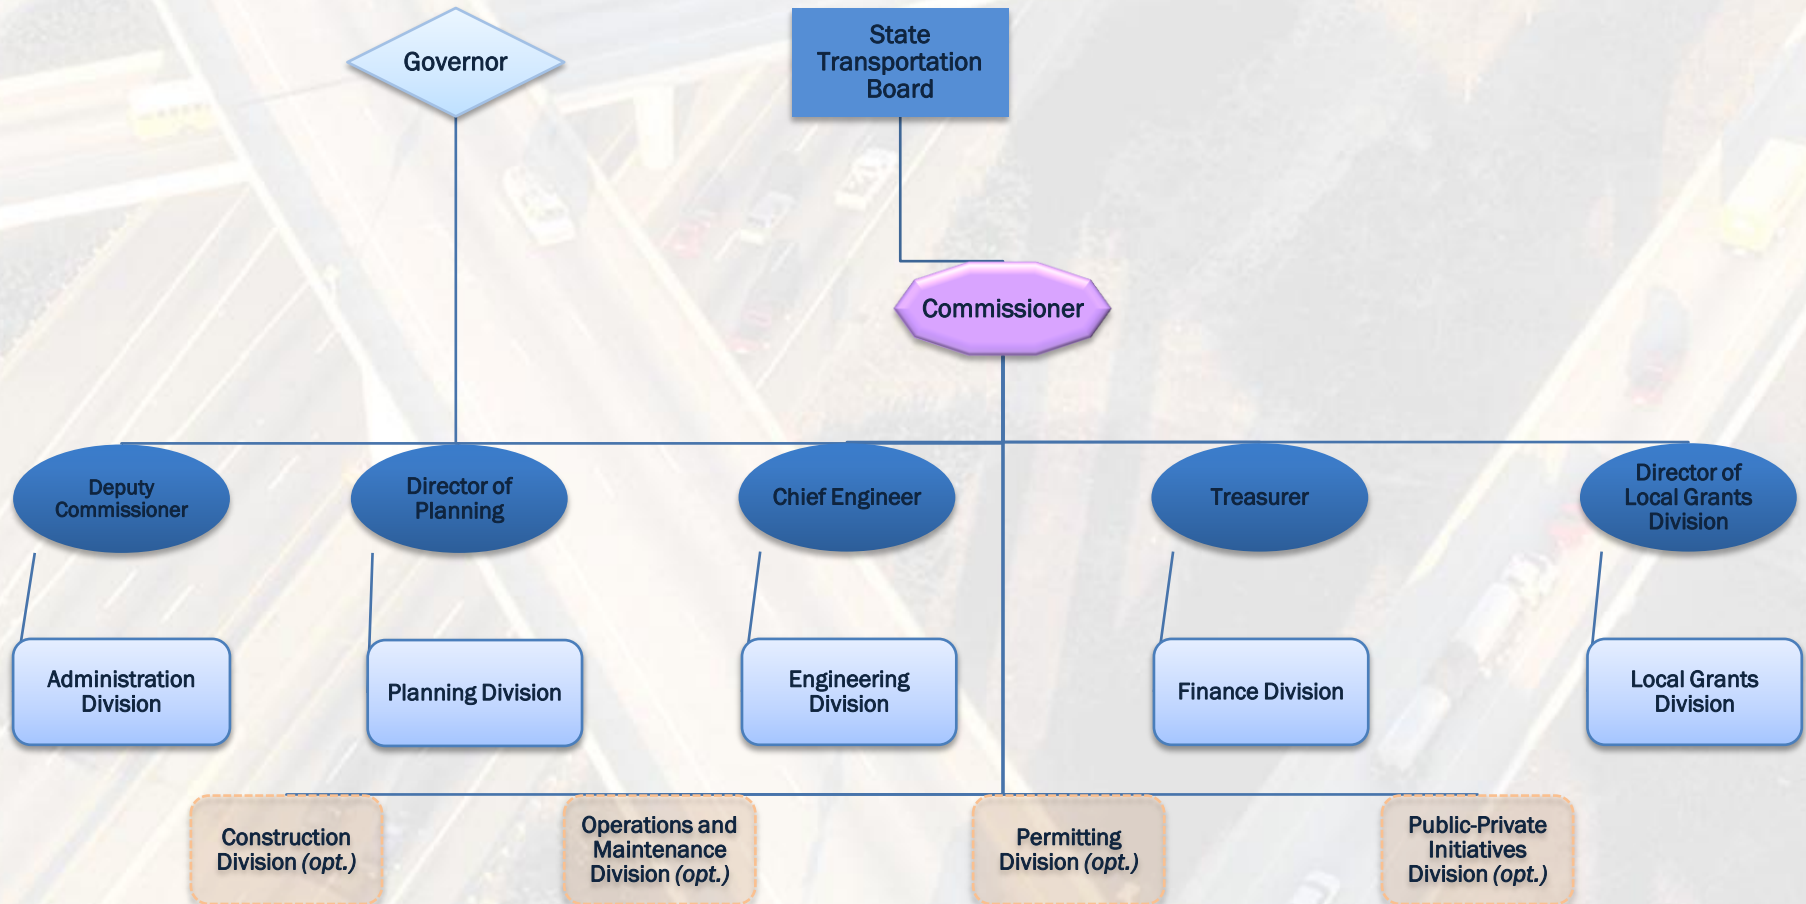 Governor
State
Transportation
Board
Commissioner
Deputy
Commissioner
Director of
Planning
Chief Engineer
Treasurer
Director of
Local Grants
Division
Administration
Division
Planning Division
Engineering
Division
Finance Division
Local Grants
Division
Construction
Division (opt.)
Operations and
Maintenance
Division (opt.)
Permitting
Division (opt.)
Public-Private
Initiatives
Division (opt.)